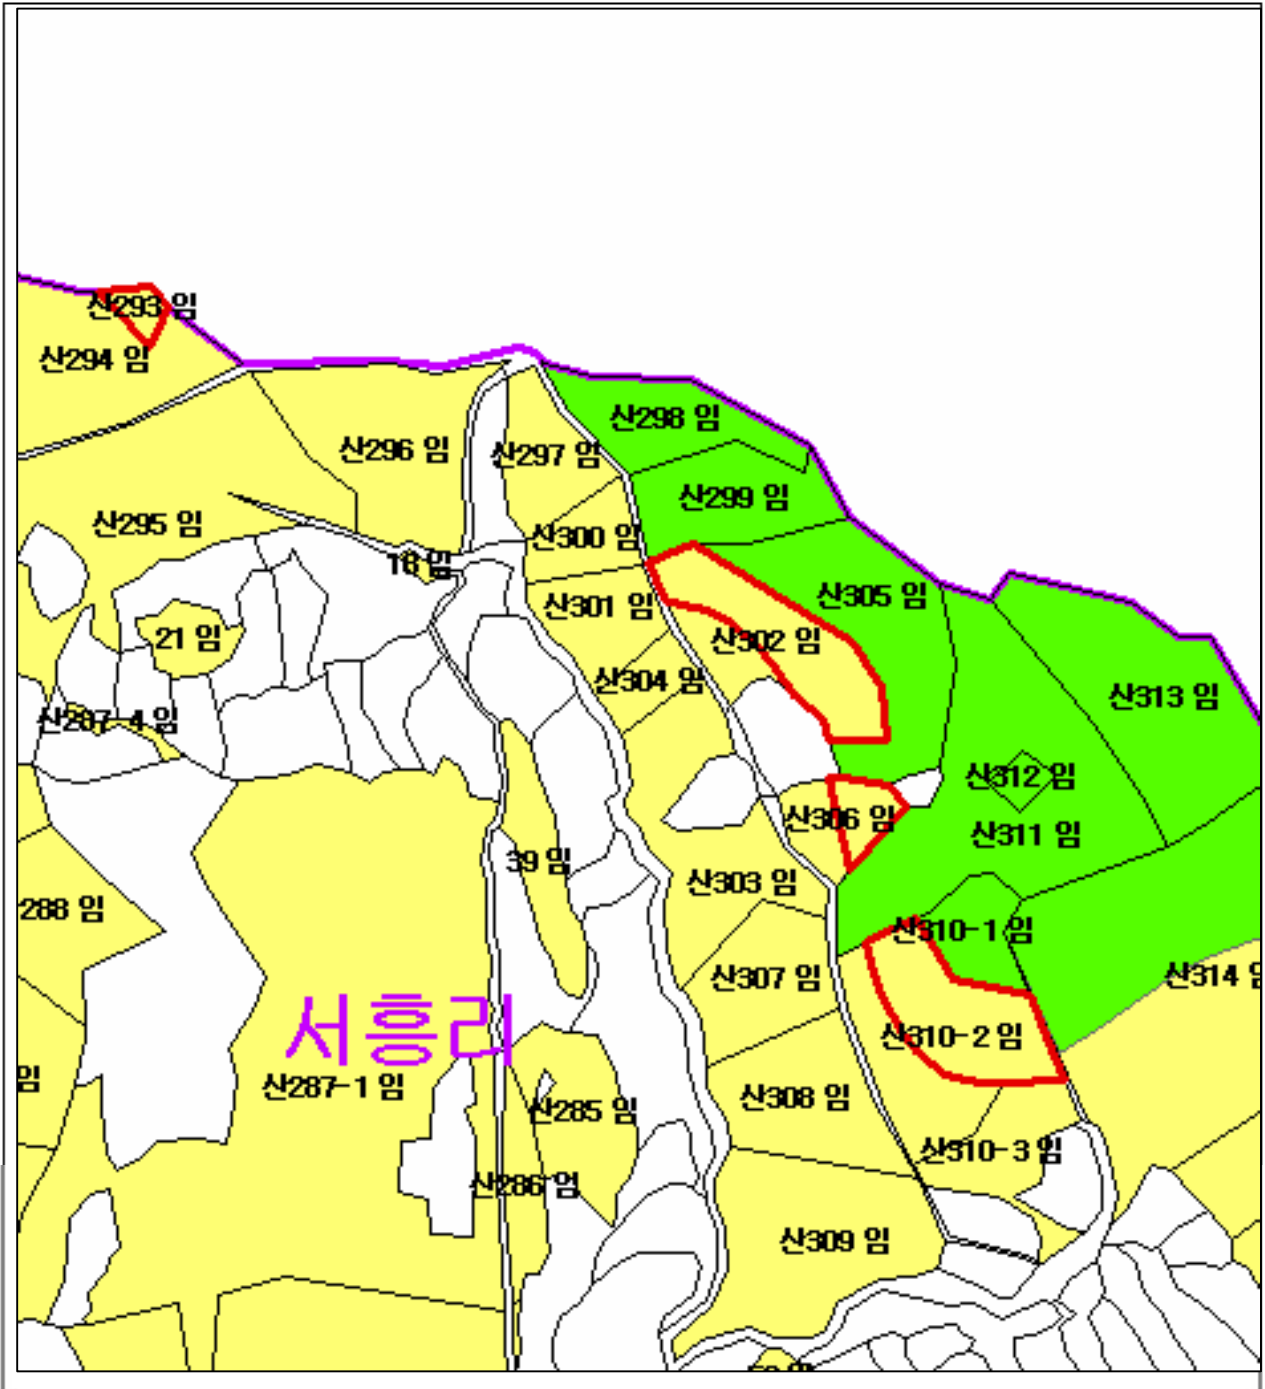 산293 임
산294 임
산298 임
산296 임
산297 임
산299 임
산295 임
산300 임
18 임
산305 임
산301 임
21 임
산302 임
산304 임
산313 임
산287-4 임
산312 임
산306 임
산311 임
39 임
산303 임
288 임
산310-1 임
산307 임
산314 임
서흥리
산310-2 임
임
산287-1 임
산308 임
산285 임
산310-3 임
산286 임
산309 임